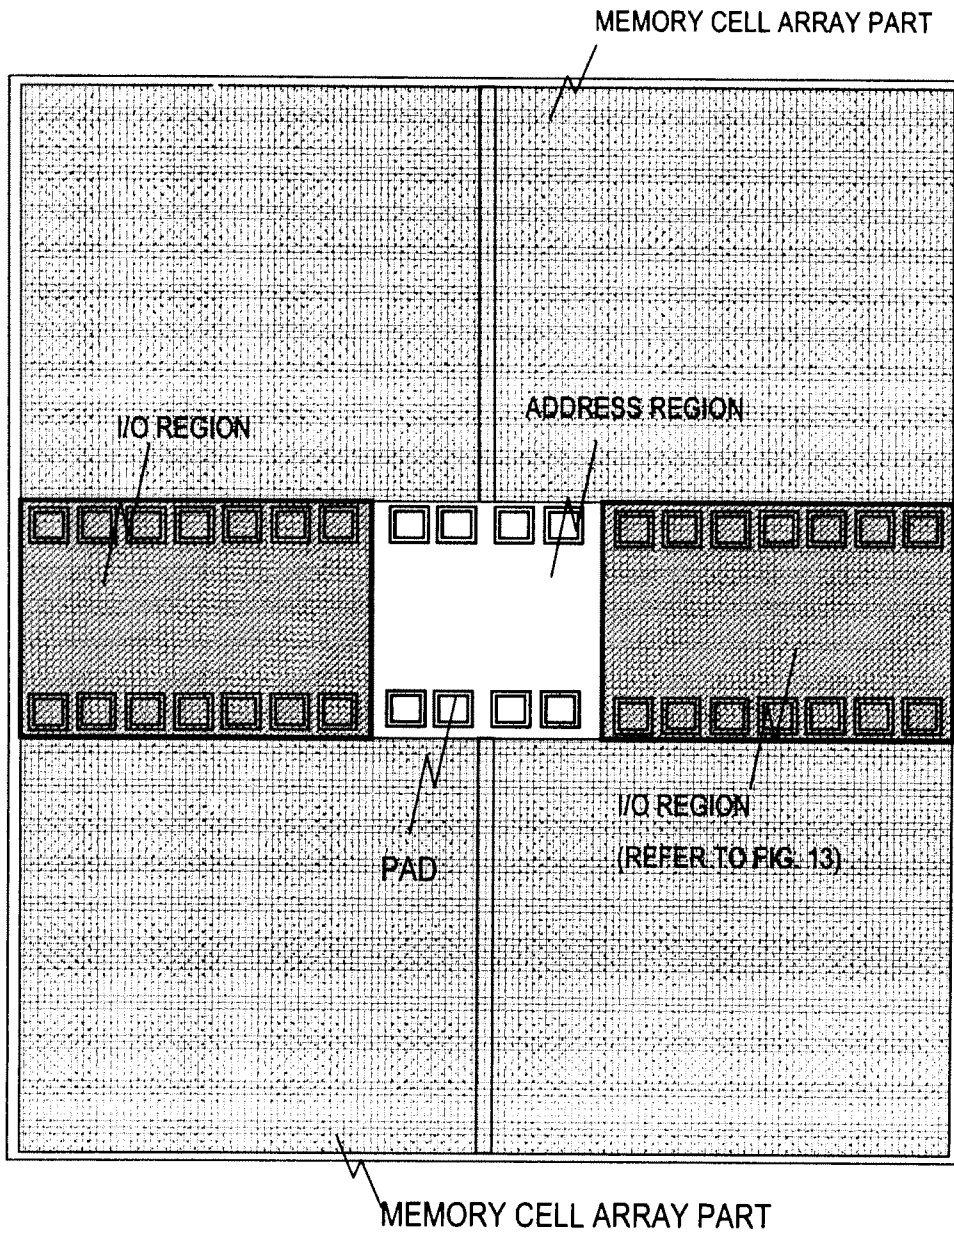 MEMORY CELL ARRAY PART
I/O REGION
ADDRESS REGION
I/O REGION
(REFER TO FIG. 13)
PAD
MEMORY CELL ARRAY PART